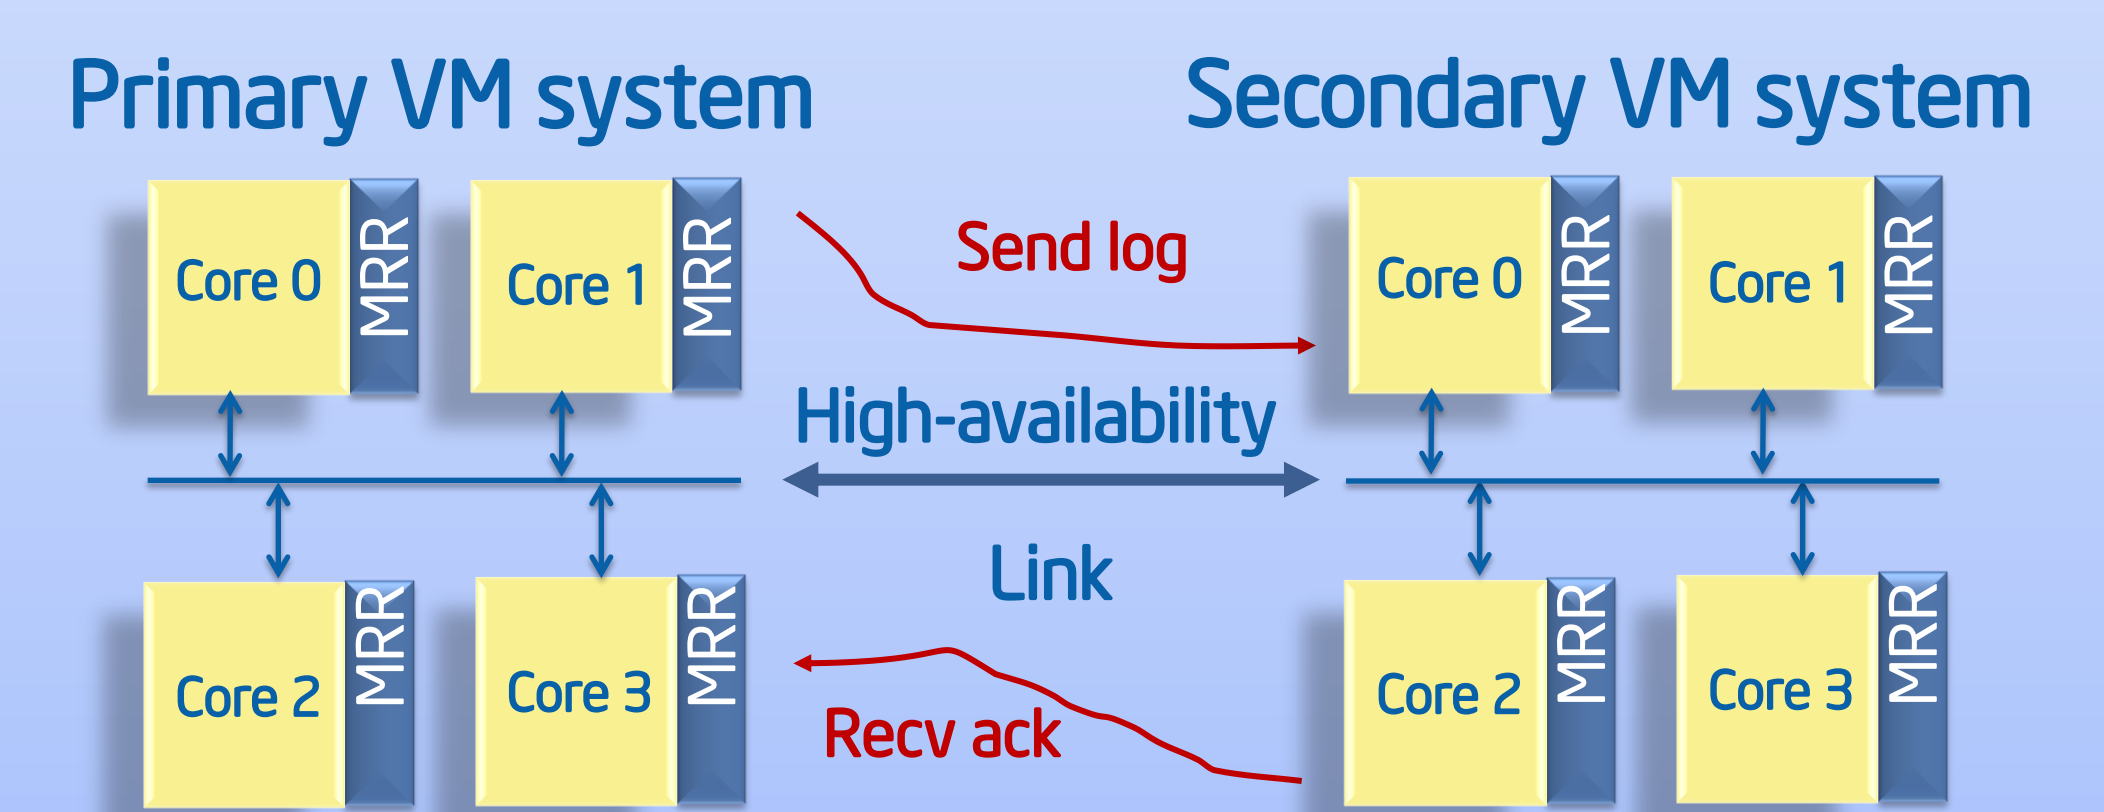 Primary VM system
Secondary VM system
Core 0
MRR
Core 1
MRR
Send log
Core 0
MRR
Core 1
MRR
High-availability
Link
Core 2
MRR
Core 3
MRR
Recv ack
Core 2
MRR
Core 3
MRR